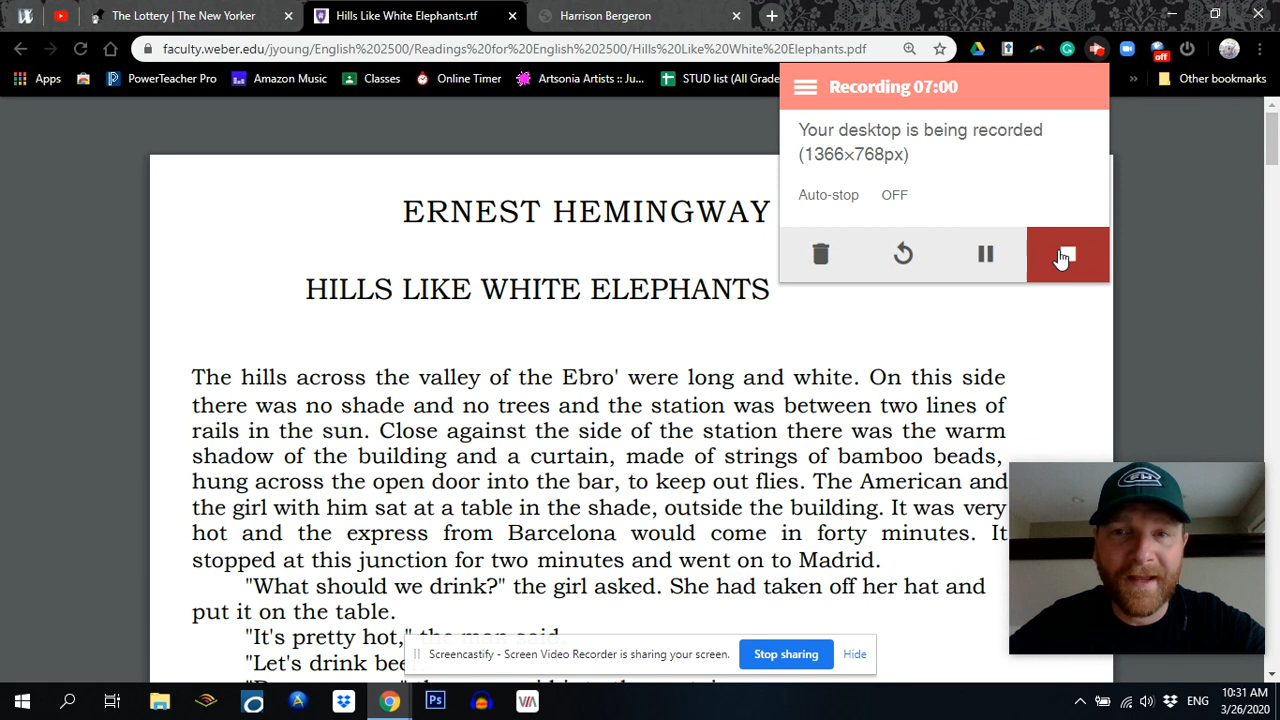 The Lottery | The New Yorker
Hills Like White Elephants.rtf
Harrison Bergeron
faculty.weber.edu/jyoung/English%202500/Readings%20for%20English%202500/Hills%20Like%20White%20Elephants.pdf
off
Apps
PowerTeacher Pro
Amazon Music
Classes
Online Timer
Artsonia Artists :: Ju...
STUD list (All Grade
»
Other bookmarks
Recording 07:00
Your desktop is being recorded
(1366×768px)
Auto-stop OFF
ERNEST HEMINGWAY
HILLS LIKE WHITE ELEPHANTS
The hills across the valley of the Ebro' were long and white. On this side
there was no shade and no trees and the station was between two lines of
rails in the sun. Close against the side of the station there was the warm
shadow of the building and a curtain, made of strings of bamboo beads,
hung across the open door into the bar, to keep out flies. The American and
the girl with him sat at a table in the shade, outside the building. It was very
hot and the express from Barcelona would come in forty minutes. It
stopped at this junction for two minutes and went on to Madrid.
"What should we drink?" the girl asked. She had taken off her hat and
put it on the table.
"It's pretty hot," the man said.
"Let's drink bee
Screencastify - Screen Video Recorder is sharing your screen.
Stop sharing
Hide
ENG
10:31 AM
3/26/2020